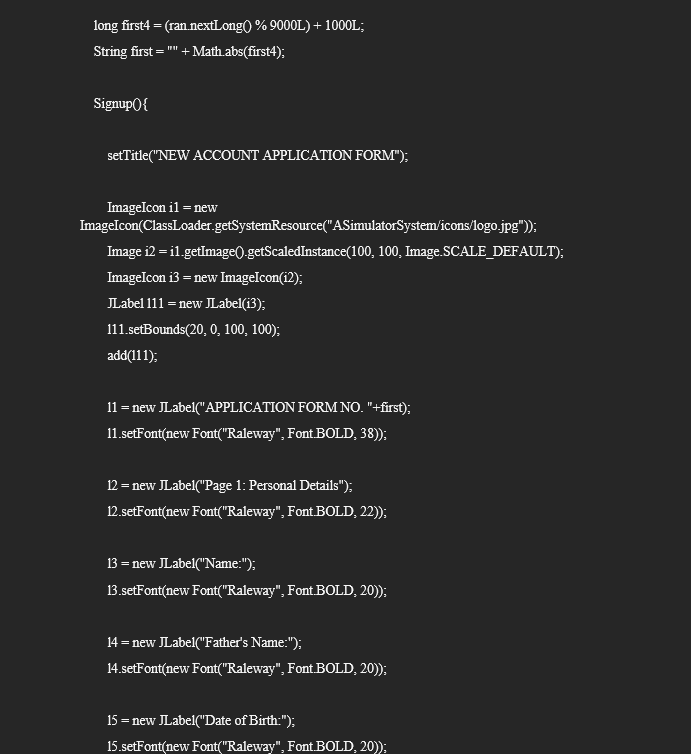 long first4 = (ran.nextLong() % 9000L) + 1000L;
String first = "" + Math.abs(first4);
Signup(){
setTitle("NEW ACCOUNT APPLICATION FORM");
ImageIcon i1 = new
ImageIcon(ClassLoader.getSystemResource("ASimulatorSystem/icons/logo.jpg"));
Image i2 = i1.getImage().getScaledInstance(100, 100, Image.SCALE_DEFAULT);
ImageIcon i3 = new ImageIcon(i2);
JLabel l11 = new JLabel(i3);
l11.setBounds(20, 0, 100, 100);
add(l11);
l1 = new JLabel("APPLICATION FORM NO. "+first);
l1.setFont(new Font("Raleway", Font.BOLD, 38));
l2 = new JLabel("Page 1: Personal Details");
l2.setFont(new Font("Raleway", Font.BOLD, 22));
l3 = new JLabel("Name:");
l3.setFont(new Font("Raleway", Font.BOLD, 20));
l4 = new JLabel("Father's Name:");
l4.setFont(new Font("Raleway", Font.BOLD, 20));
l5 = new JLabel("Date of Birth:");
l5.setFont(new Font("Raleway", Font.BOLD, 20));